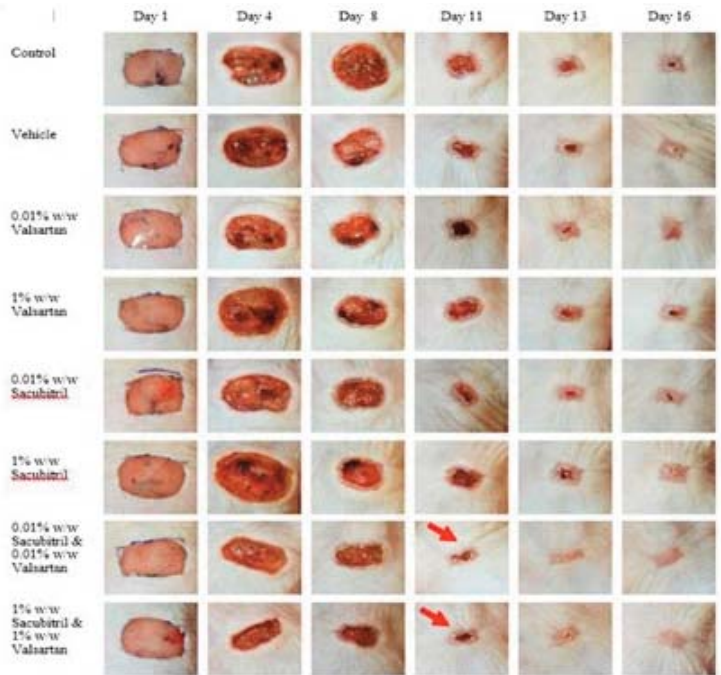 Day 1 Day 4 Day 8 Day 11 Day 13 Day 16
Control
Vehicle
0.01% w/w
Valsartan
1% w/w
Valsartan
0.01% w/w
Sacubitril
1% w/w
Sacubitril
0.01% w/w
Sacubitril &
0.01% w/w
Valsartan
1% w/w
Sacubitril &
1% w/w
Valsartan